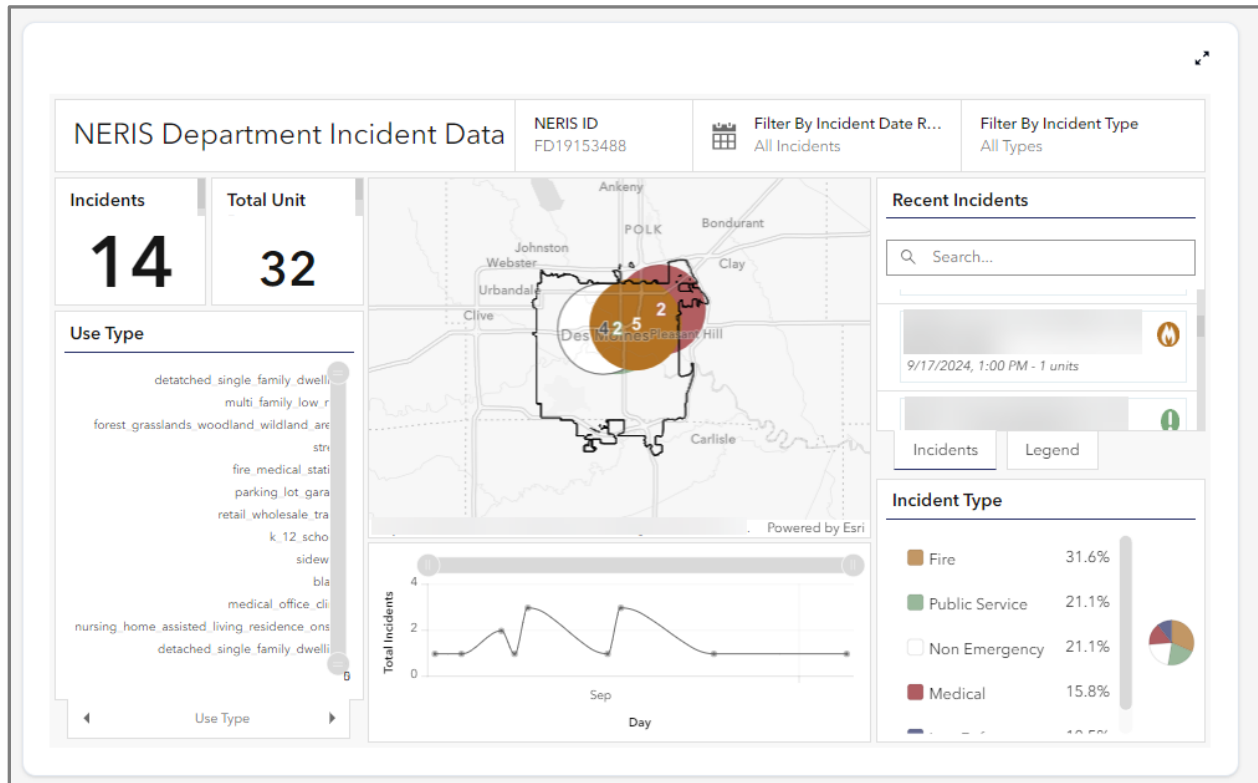 NERIS Department Incident Data
NERIS ID
FD19153488
Filter By Incident Date R...
All Incidents
Filter By Incident Type
All Types
Incidents
14
Total Unit
32
Use Type
detatched_single_family_dwelli
multi_family_low_r
forest_grasslands_woodland_wildland_are
stre
fire_medical_stati
parking_lot_gara
retail_wholesale_tra
k_12_scho
sidew
bla
medical_office_cli
nursing_home_assisted_living_residence_ons
detached_single_family_dwelli
Use Type
Ankeny
Bondurant
POLK
Johnston
Webster
Clay
Urbandale
Clive
2
4 2 5
Des Moines Pleasant Hill
Carlisle
Powered by Esri
Total Incidents
4
2
0
Sep
Day
Recent Incidents
Search...
9/17/2024, 1:00 PM - 1 units
Incidents
Legend
Incident Type
Fire 31.6%
Public Service 21.1%
Non Emergency 21.1%
Medical 15.8%